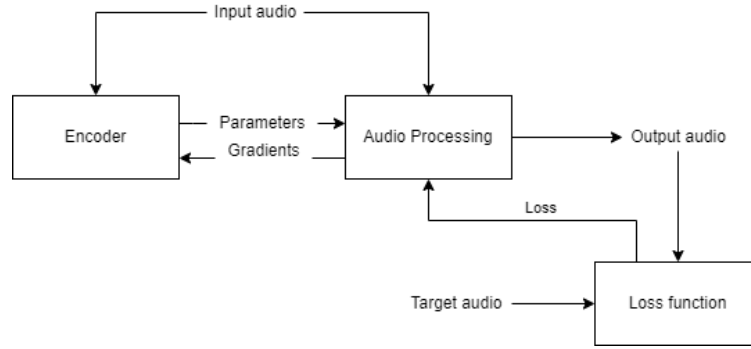 Input audio
Encoder
Parameters
Gradients
Audio Processing
Output audio
Loss
Target audio
Loss function